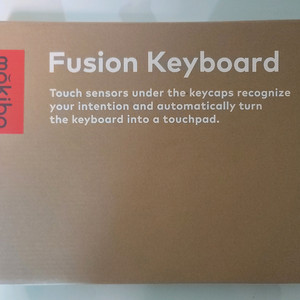 mokibo
Fusion Keyboard
Touch sensors under the keycaps recognize
your intention and automatically turn
the keyboard into a touchpad.